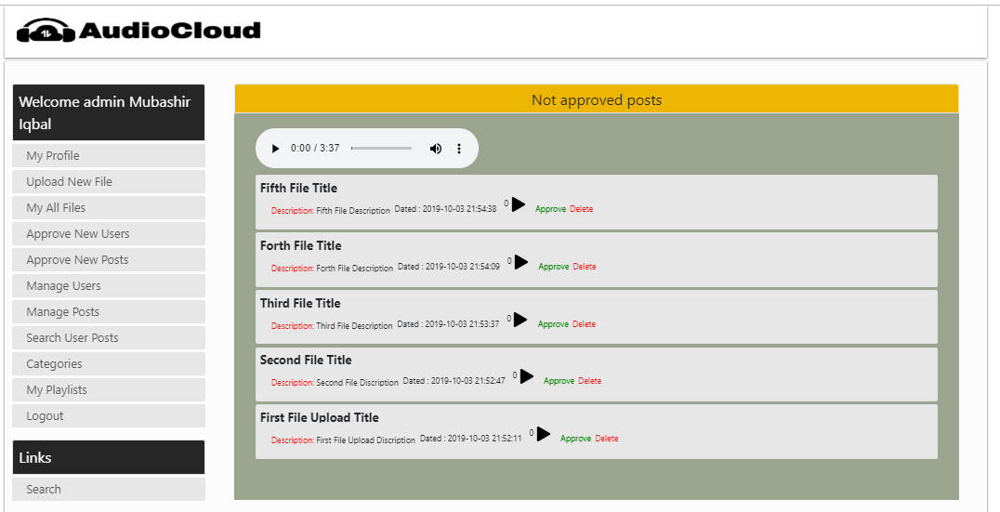 AudioCloud
Welcome admin Mubashir
Iqbal
My Profile
Upload New File
My All Files
Approve New Users
Approve New Posts
Manage Users
Manage Posts
Search User Posts
Categories
My Playlists
Logout
Links
Search
Not approved posts
0:00 / 3:37
Fifth File Title
Description: Fifth File Description Dated : 2019-10-03 21:54:38 0 Approve Delete
Forth File Title
Description: Forth File Description Dated : 2019-10-03 21:54:09 0 Approve Delete
Third File Title
Description: Third File Description Dated : 2019-10-03 21:53:37 0 Approve Delete
Second File Title
Description: Second File Discription Dated : 2019-10-03 21:52:47 0 Approve Delete
First File Upload Title
Description: First File Upload Discription Dated : 2019-10-03 21:52:11 0 Approve Delete